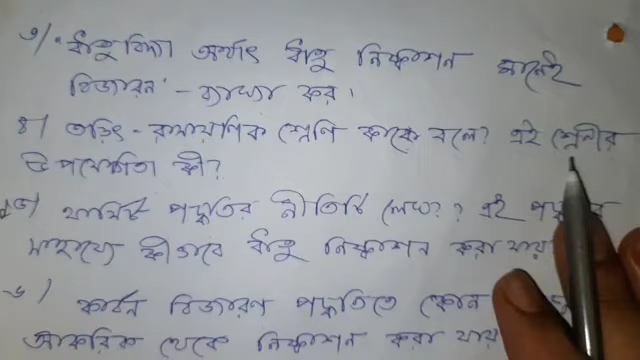 ৩/ "ধাতুবিদ্যা অর্থাৎ ধাতু নিষ্কাশন মানেই
বিজারন" - ব্যাখ্যা কর।
৪/ তড়িৎ-রাসায়ণিক শ্রেণি কাকে বলে? এই শ্রেণীর
উপযোগিতা কী?
৫/ থার্মিট পদ্ধতির নীতিটি লেখ?? এই পদ্ধতির
সাহায্যে কীভাবে ধাতু নিষ্কাশন করা যায়
৬/ কার্বন বিজারণ পদ্ধতিতে কোন
আকরিক থেকে নিষ্কাশন করা যায়